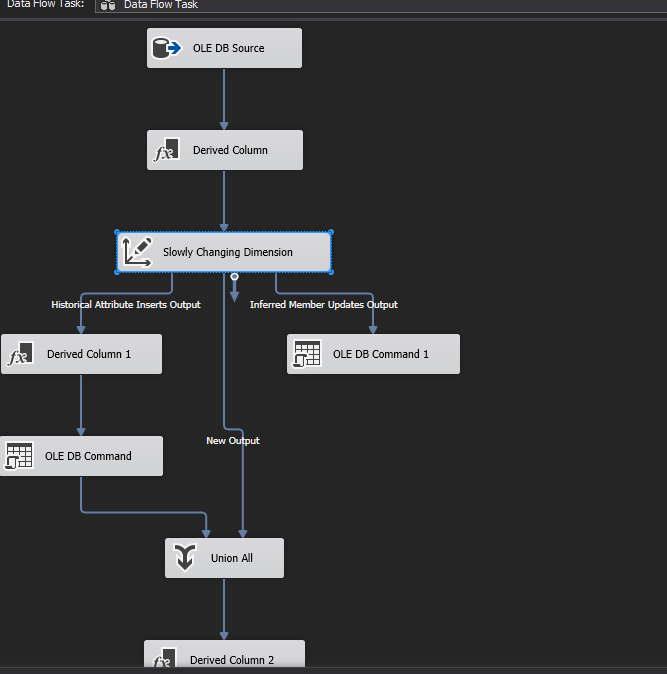 Data Flow Task: Data Flow Task
OLE DB Source
Derived Column
Slowly Changing Dimension
Historical Attribute Inserts Output
Inferred Member Updates Output
Derived Column 1
OLE DB Command 1
New Output
OLE DB Command
Union All
Derived Column 2